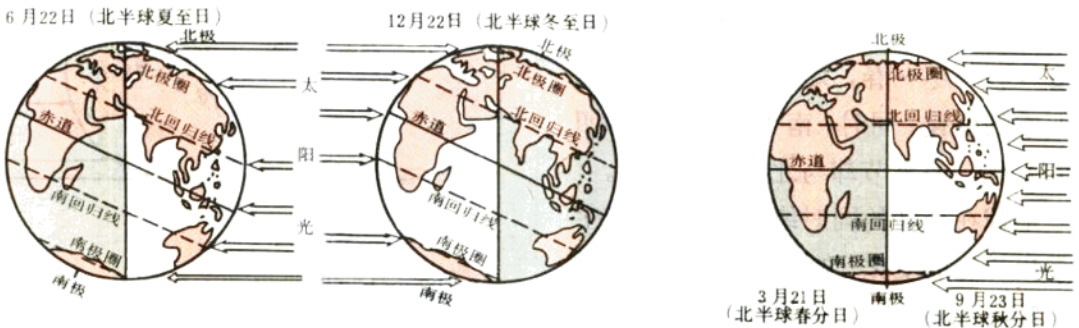 6月22日（北半球夏至日）
北极
北极圈
北回归线
赤道
南回归线
南极圈
南极
太
阳
光
12月22日（北半球冬至日）
北极
北极圈
北回归线
赤道
南回归线
南极圈
南极
北极
北极圈
北回归线
赤道
南回归线
南极圈
南极
太
阳
光
3月21日
（北半球春分日）
9月23日
（北半球秋分日）